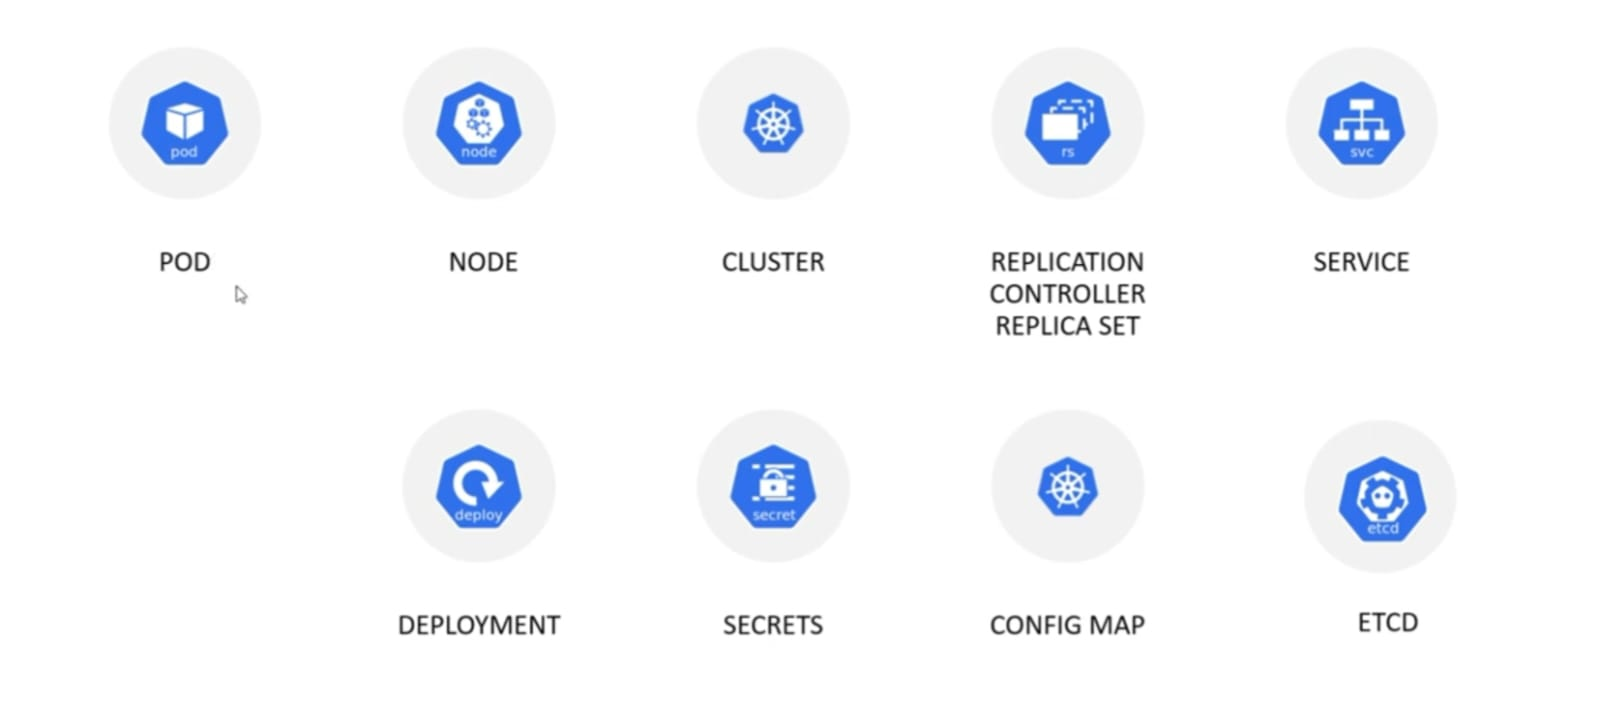 pod
node
rs
svc
POD
NODE
CLUSTER
REPLICATION
CONTROLLER
REPLICA SET
SERVICE
deploy
secret
etcd
DEPLOYMENT
SECRETS
CONFIG MAP
ETCD